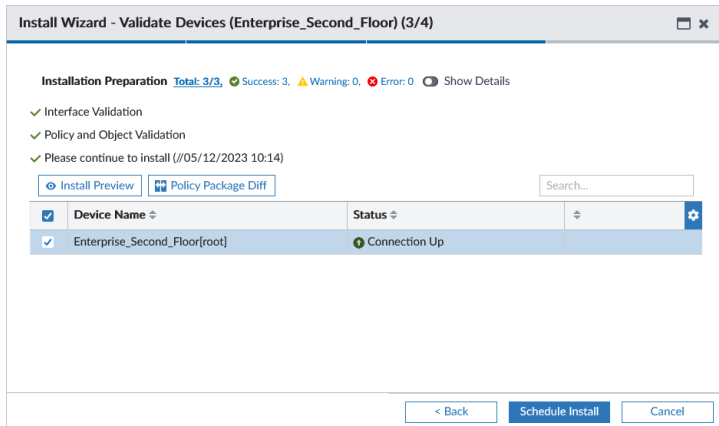 Install Wizard - Validate Devices (Enterprise_Second_Floor) (3/4)
Installation Preparation Total: 3/3, Success: 3, Warning: 0, Error: 0 Show Details
Interface Validation
Policy and Object Validation
Please continue to install (//05/12/2023 10:14)
Install Preview Policy Package Diff Search...
Device Name Status
Enterprise_Second_Floor[root] Connection Up
< Back Schedule Install Cancel